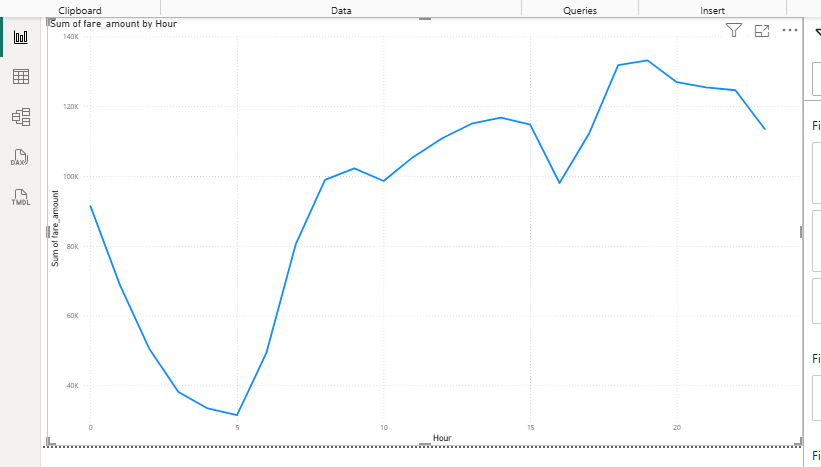 Clipboard Data Queries Insert
Sum of fare_amount by Hour
140K
120K
100K
80K
60K
40K
Sum of fare_amount
0 5 10 15 20
Hour
DAX
TMDL
Fi
Fi
Fi